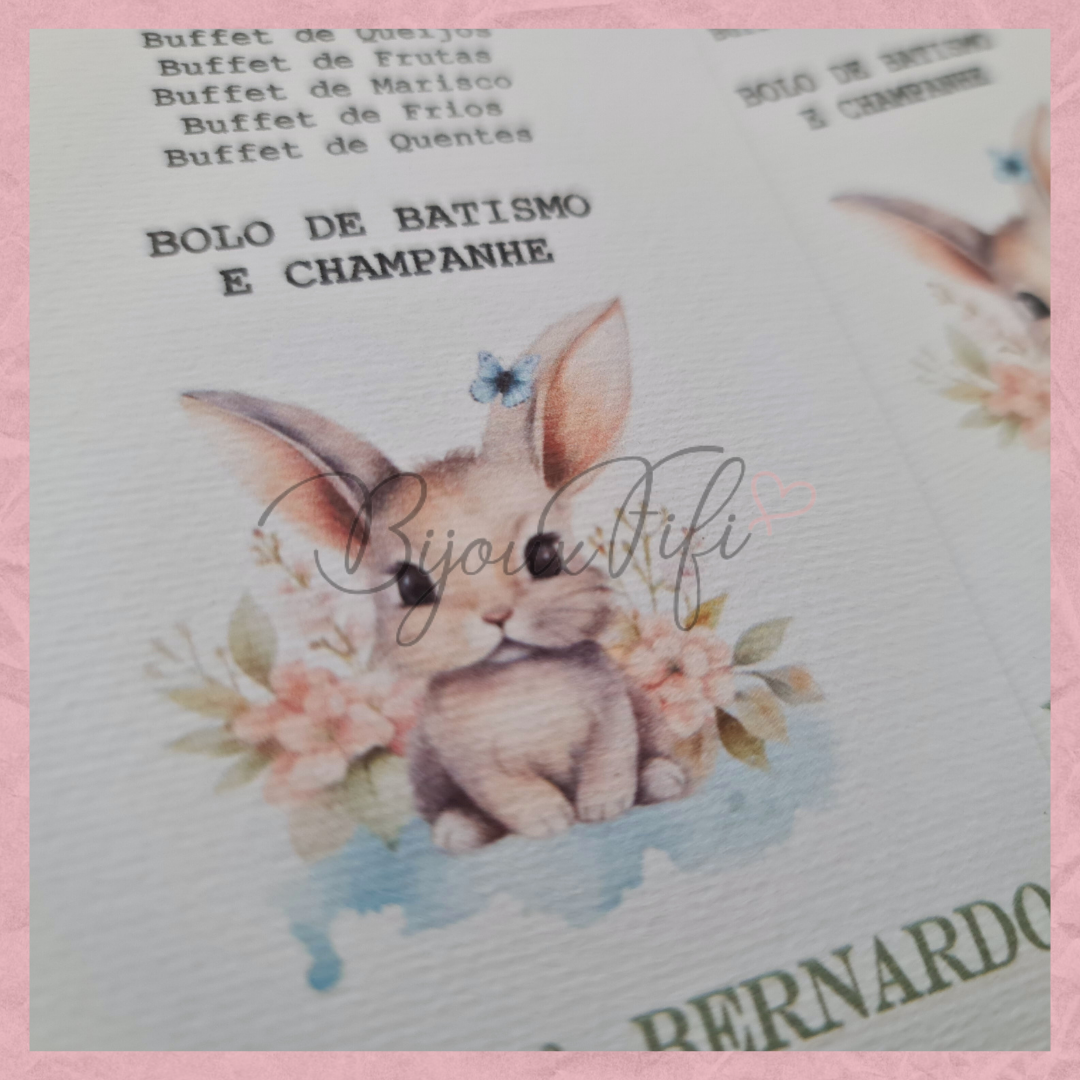 Buffet de Queijos
Buffet de Frutas
Buffet de Marisco
Buffet de Frios
Buffet de Quentes
BOLO DE BATISMO
E CHAMPANHE
BOLO DE BATISMO
E CHAMPANHE
Bijoux Fifi
BERNARDO